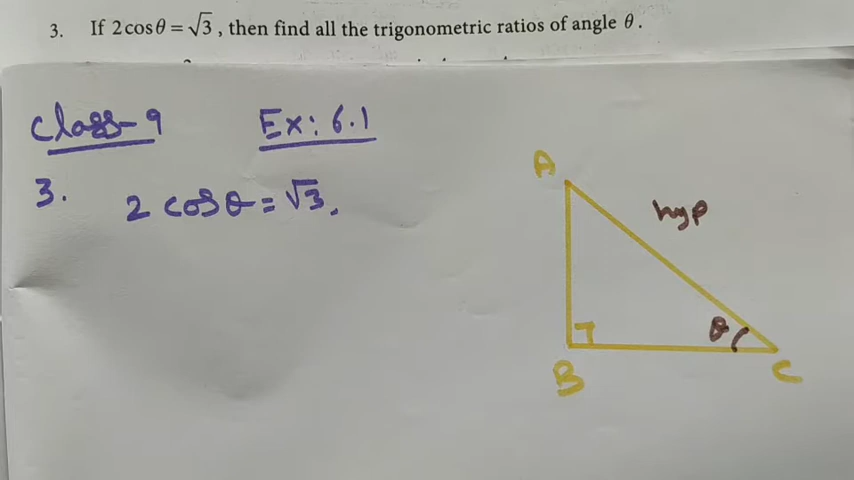 3. If 2cosθ = √3, then find all the trigonometric ratios of angle θ.
Class-9 Ex: 6.1
3. 2 cosθ = √3.
A
hyp
θ
B
C